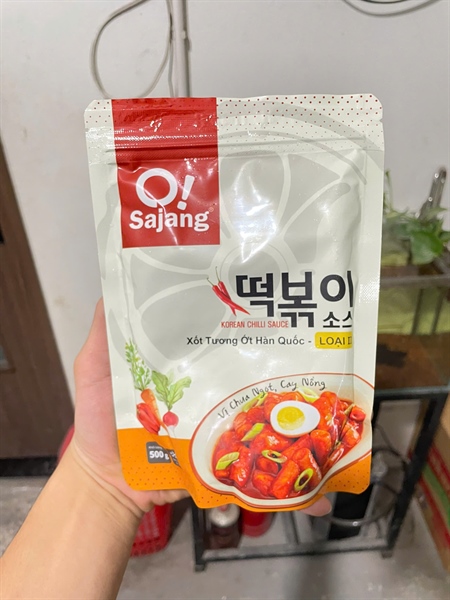 O!
Sajang
떡볶이
KOREAN CHILLI SAUCE
소스
Xốt Tương Ớt Hàn Quốc -
LOẠI
Vị Chua Ngọt, Cay Nồng
500 g